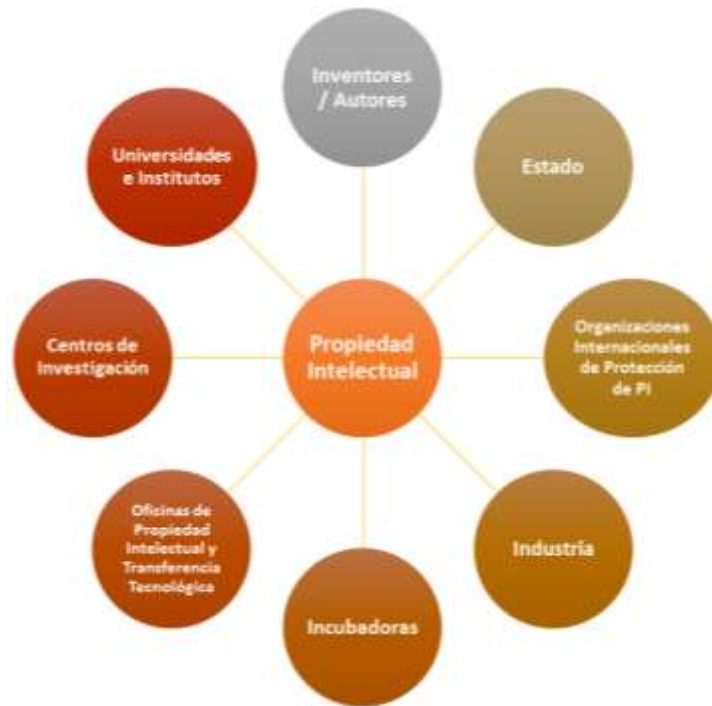 Inventores
/ Autores
Estado
Organizaciones
Internacionales
de Protección
de PI
Industria
Incubadoras
Oficinas de
Propiedad
Intelectual y
Transferencia
Tecnológica
Centros de
Investigación
Universidades
e Institutos
Propiedad
Intelectual